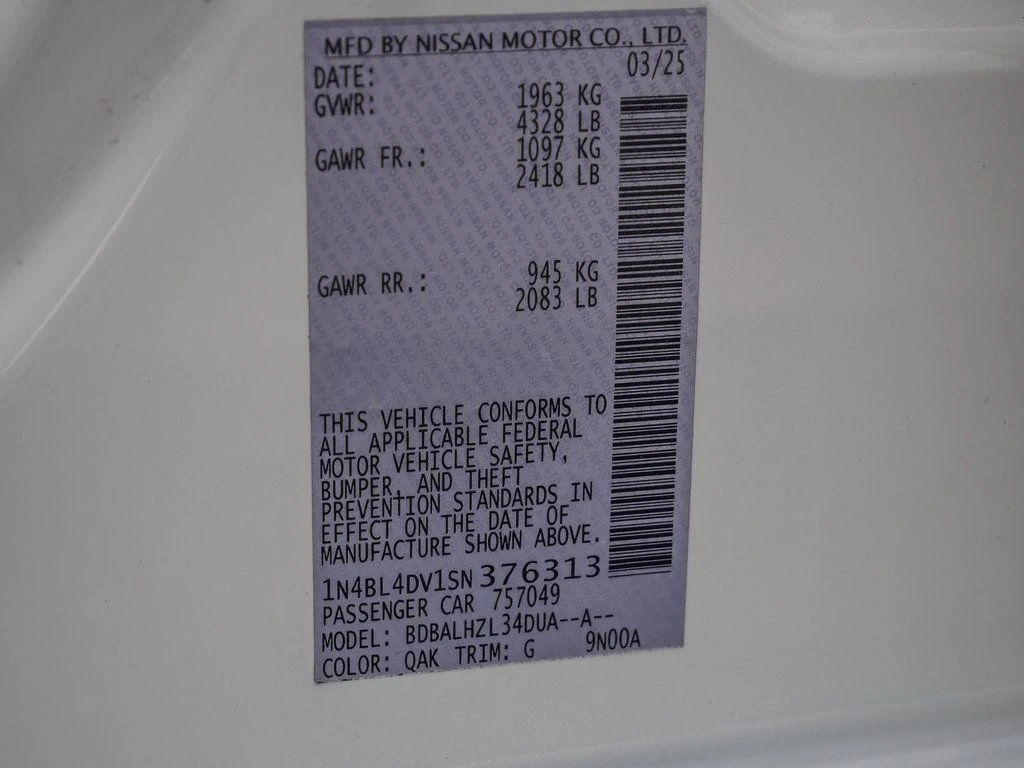 MFD BY NISSAN MOTOR CO., LTD.
DATE: 03/25
GVWR: 1963 KG
4328 LB
GAWR FR.: 1097 KG
2418 LB
GAWR RR.: 945 KG
2083 LB
THIS VEHICLE CONFORMS TO
ALL APPLICABLE FEDERAL
MOTOR VEHICLE SAFETY,
BUMPER, AND THEFT
PREVENTION STANDARDS IN
EFFECT ON THE DATE OF
MANUFACTURE SHOWN ABOVE.
1N4BL4DV1SN376313
PASSENGER CAR 757049
MODEL: BDBALHZL34DUA--A--
COLOR: QAK TRIM: G 9N00A